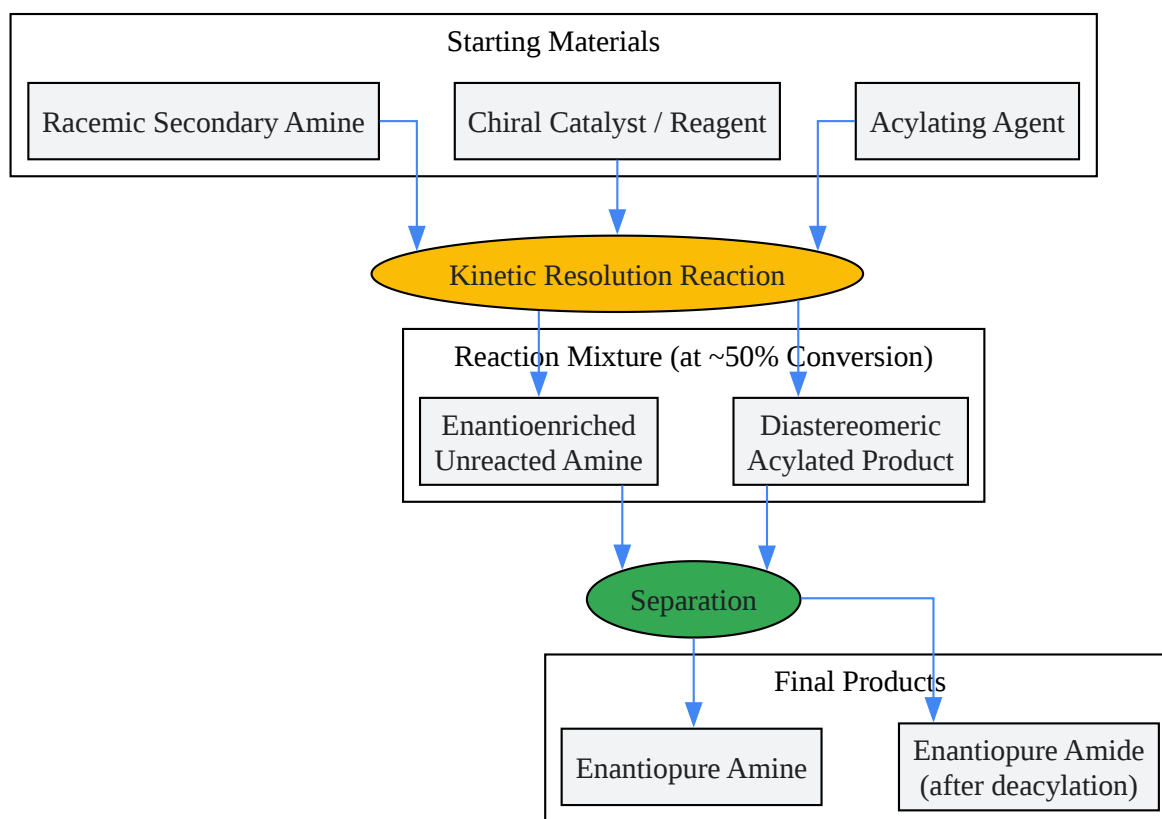 Starting Materials
Racemic Secondary Amine
Chiral Catalyst / Reagent
Acylating Agent
Kinetic Resolution Reaction
Reaction Mixture (at ~50% Conversion)
Enantioenriched
Unreacted Amine
Diastereomeric
Acylated Product
Separation
Final Products
Enantiopure Amine
Enantiopure Amide
(after deacylation)